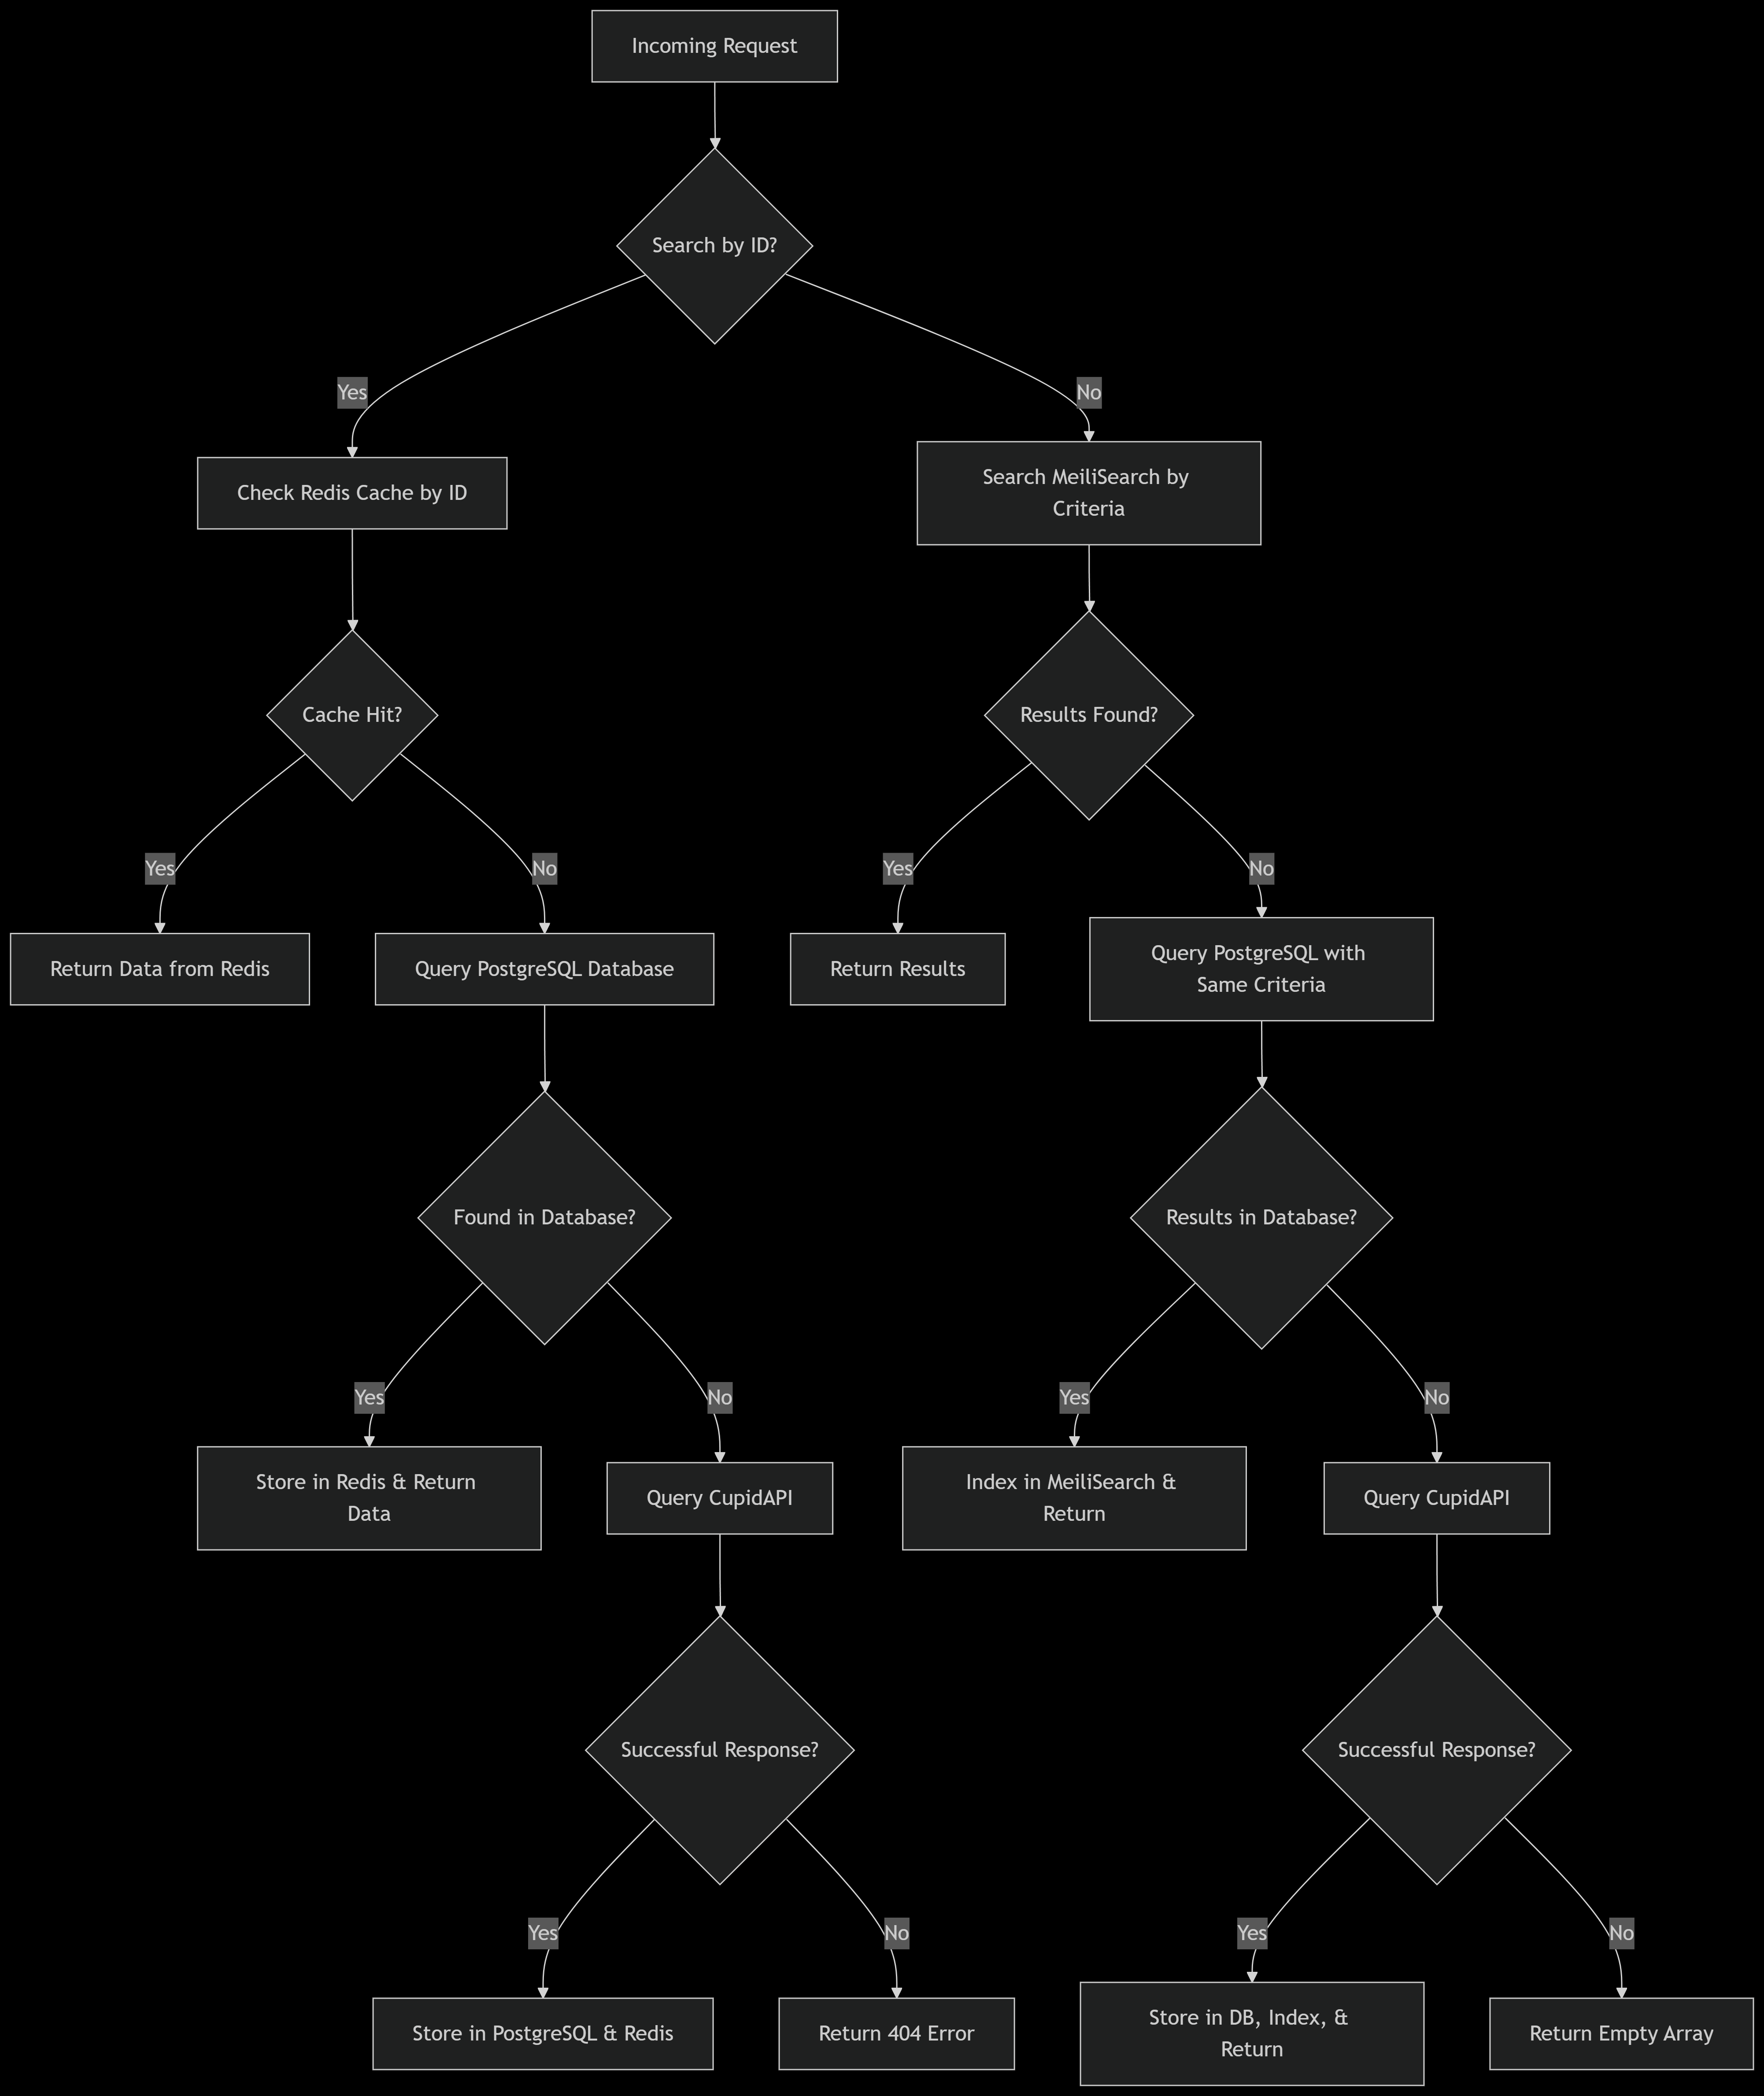 Incoming Request
Search by ID?
Yes
No
Check Redis Cache by ID
Search MeiliSearch by
Criteria
Cache Hit?
Results Found?
Yes
No
Yes
No
Return Data from Redis
Query PostgreSQL Database
Return Results
Query PostgreSQL with
Same Criteria
Found in Database?
Results in Database?
Yes
No
Yes
No
Store in Redis & Return
Data
Query CupidAPI
Index in MeiliSearch &
Return
Query CupidAPI
Successful Response?
Successful Response?
Yes
No
Yes
No
Store in PostgreSQL & Redis
Return 404 Error
Store in DB, Index, &
Return
Return Empty Array